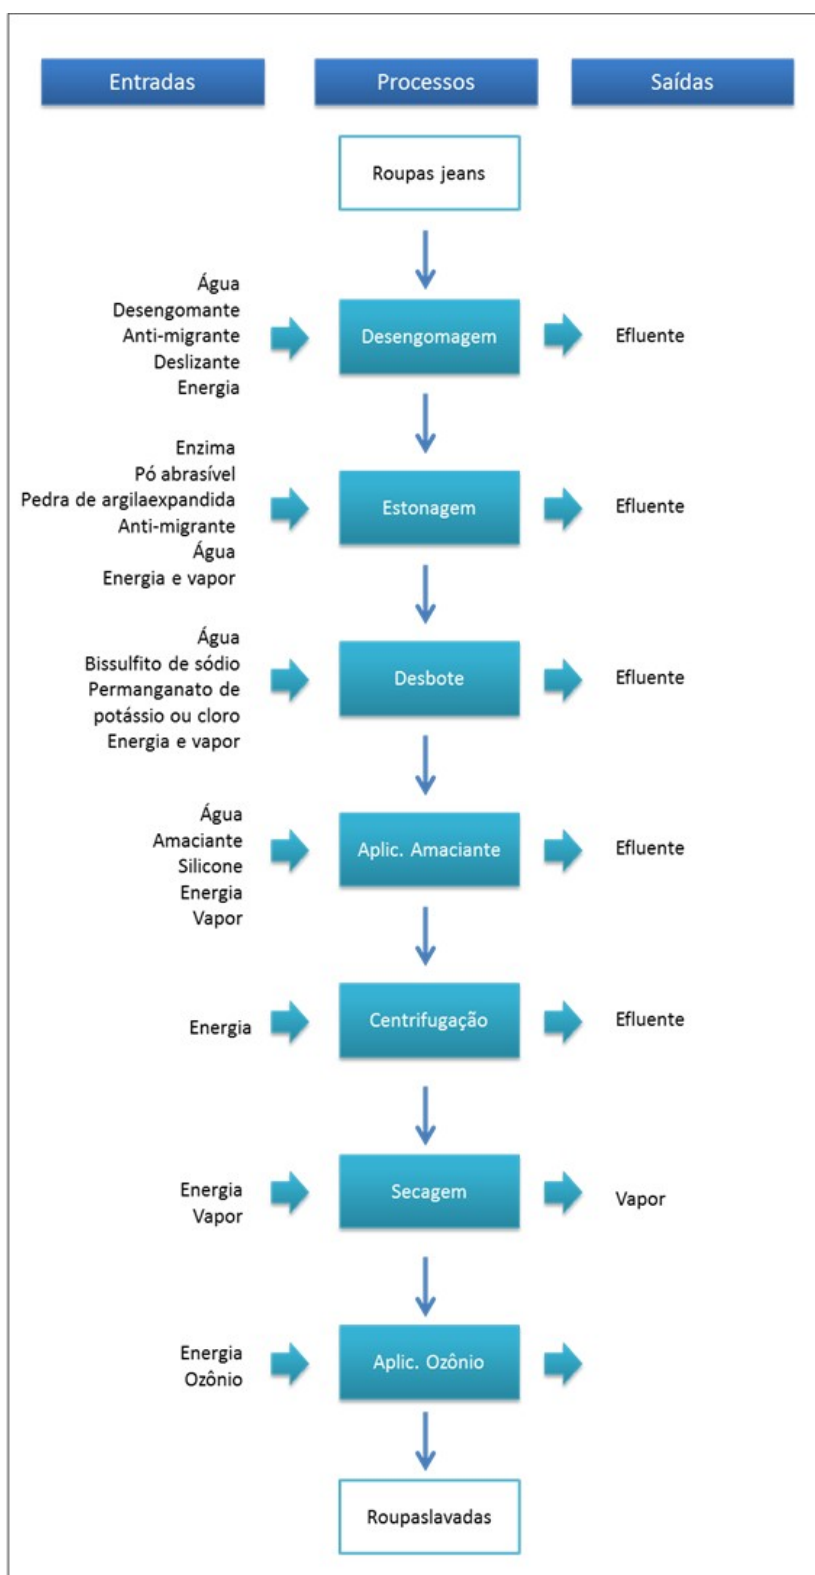 Entradas
Processos
Saídas
Roupas jeans
Água
Desengomante
Anti-migrante
Deslizante
Energia
Desengomagem
Efluente
Enzima
Pó abrasível
Pedra de argilaexpandida
Anti-migrante
Água
Energia e vapor
Estonagem
Efluente
Água
Bissulfito de sódio
Permanganato de
potássio ou cloro
Energia e vapor
Desbote
Efluente
Água
Amaciante
Silicone
Energia
Vapor
Aplic. Amaciante
Efluente
Energia
Centrifugação
Efluente
Energia
Vapor
Secagem
Vapor
Energia
Ozônio
Aplic. Ozônio
Roupaslavadas